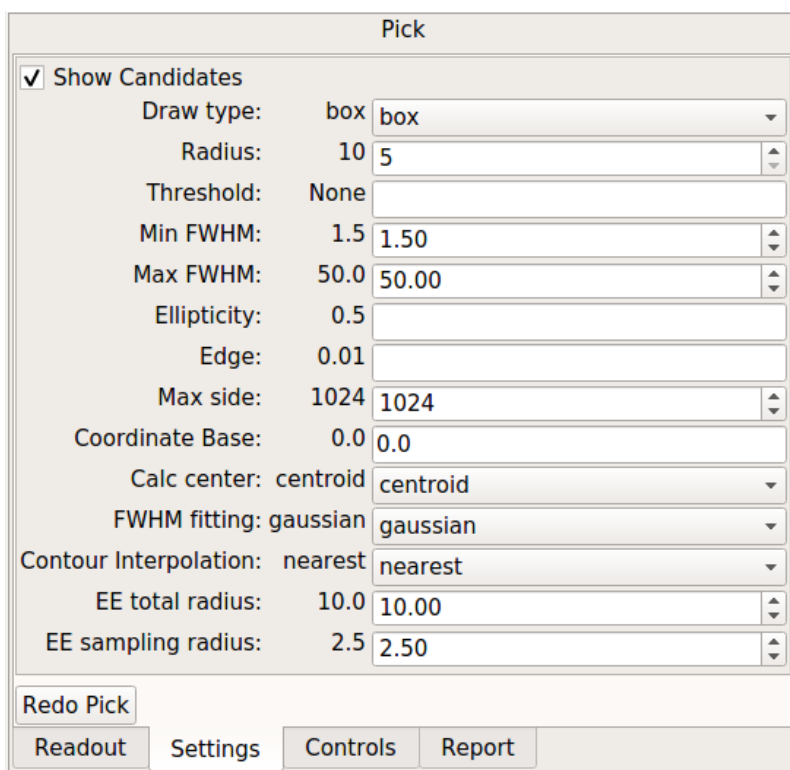 Pick
Show Candidates
Draw type: box box
Radius: 10 5
Threshold: None
Min FWHM: 1.5 1.50
Max FWHM: 50.0 50.00
Ellipticity: 0.5
Edge: 0.01
Max side: 1024 1024
Coordinate Base: 0.0 0.0
Calc center: centroid centroid
FWHM fitting: gaussian gaussian
Contour Interpolation: nearest nearest
EE total radius: 10.0 10.00
EE sampling radius: 2.5 2.50
Redo Pick
Readout Settings Controls Report